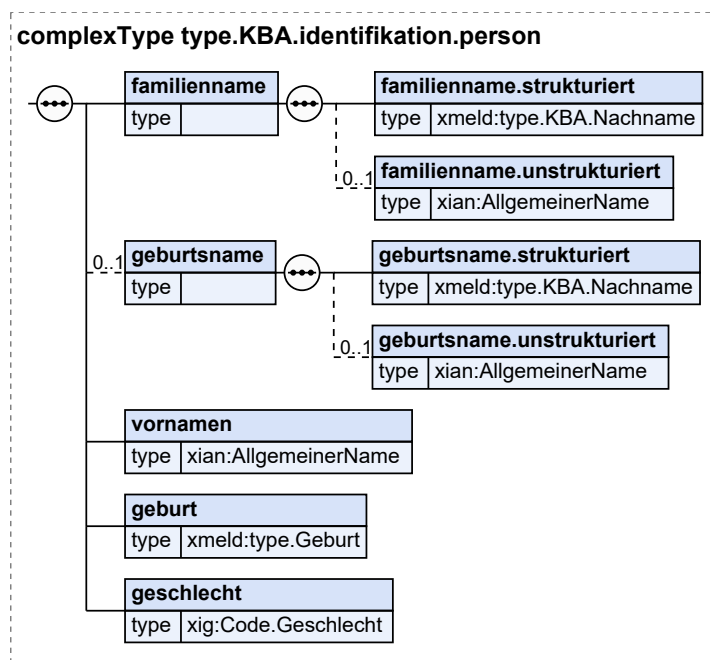 complexType type.KBA.identifikation.person
familienname
type
familienname.strukturiert
type xmeld:type.KBA.Nachname
0..1
familienname.unstrukturiert
type xian:AllgemeinerName
0..1
geburtsname
type
geburtsname.strukturiert
type xmeld:type.KBA.Nachname
0..1
geburtsname.unstrukturiert
type xian:AllgemeinerName
vornamen
type xian:AllgemeinerName
geburt
type xmeld:type.Geburt
geschlecht
type xig:Code.Geschlecht